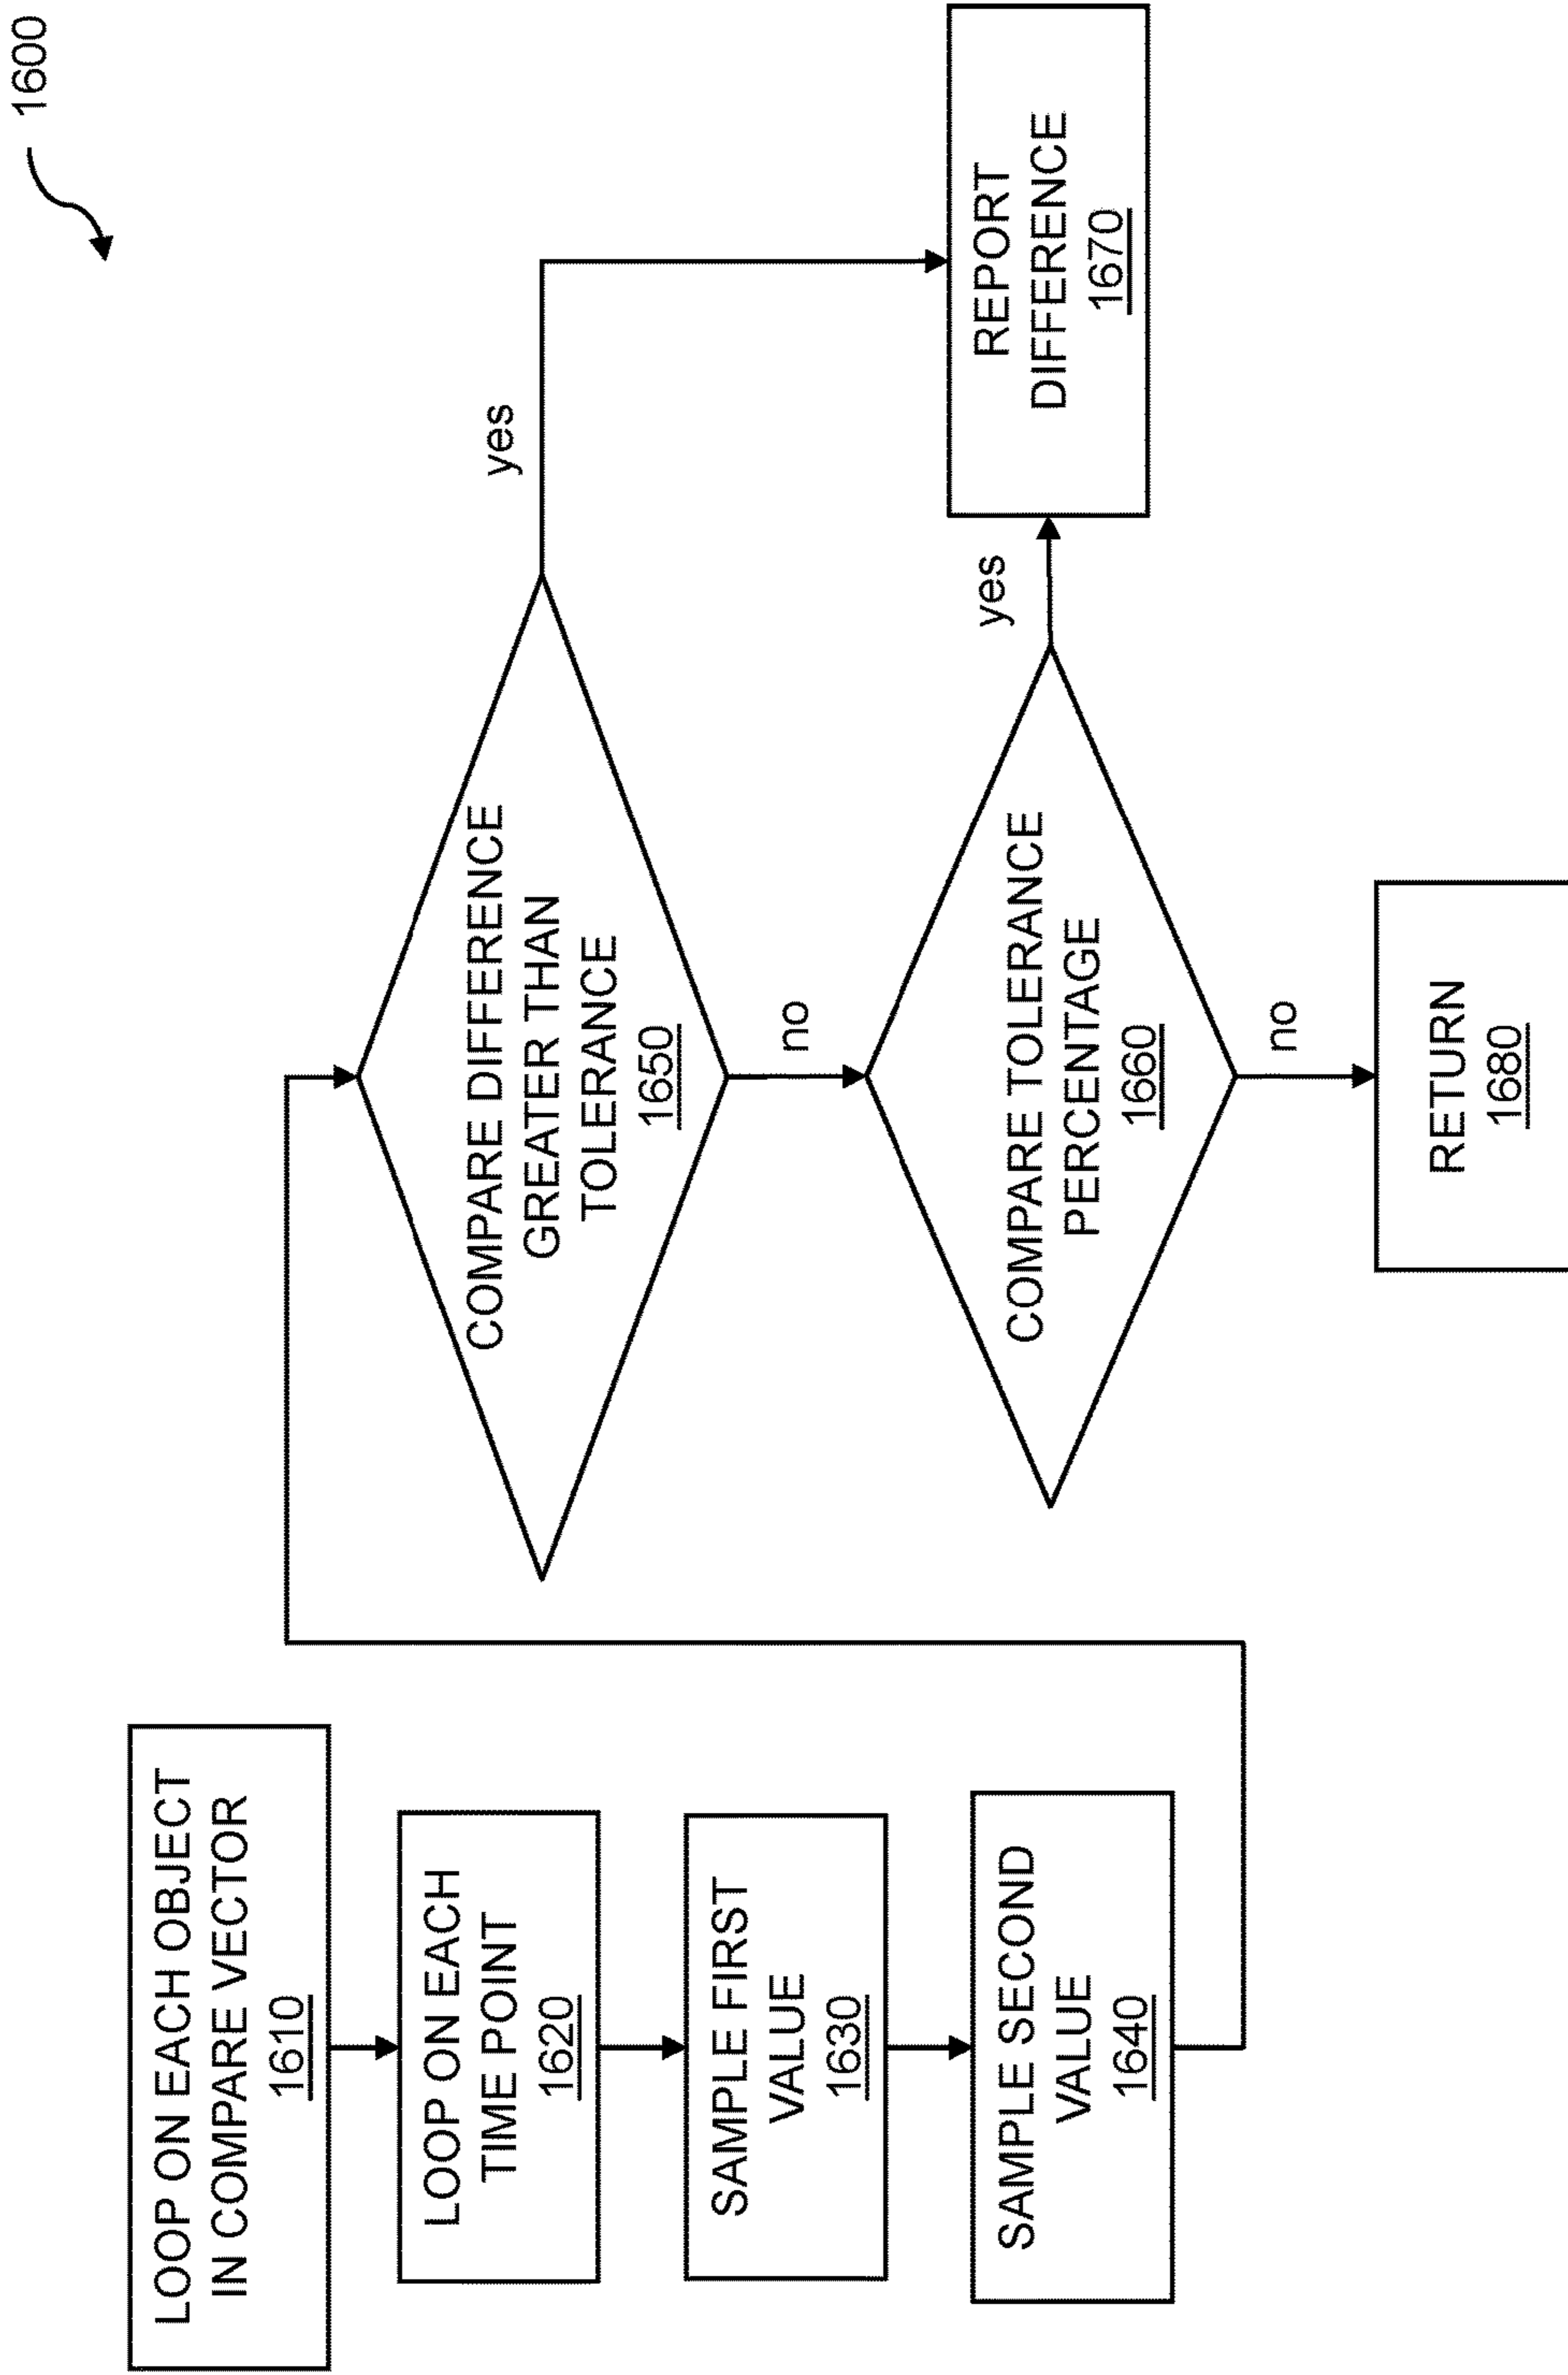 1600
LOOP ON EACH OBJECT
IN COMPARE VECTOR
1610
LOOP ON EACH
TIME POINT
1620
SAMPLE FIRST
VALUE
1630
SAMPLE SECOND
VALUE
1640
COMPARE DIFFERENCE
GREATER THAN
TOLERANCE
1650
yes
no
COMPARE TOLERANCE
PERCENTAGE
1660
yes
no
REPORT
DIFFERENCE
1670
RETURN
1680